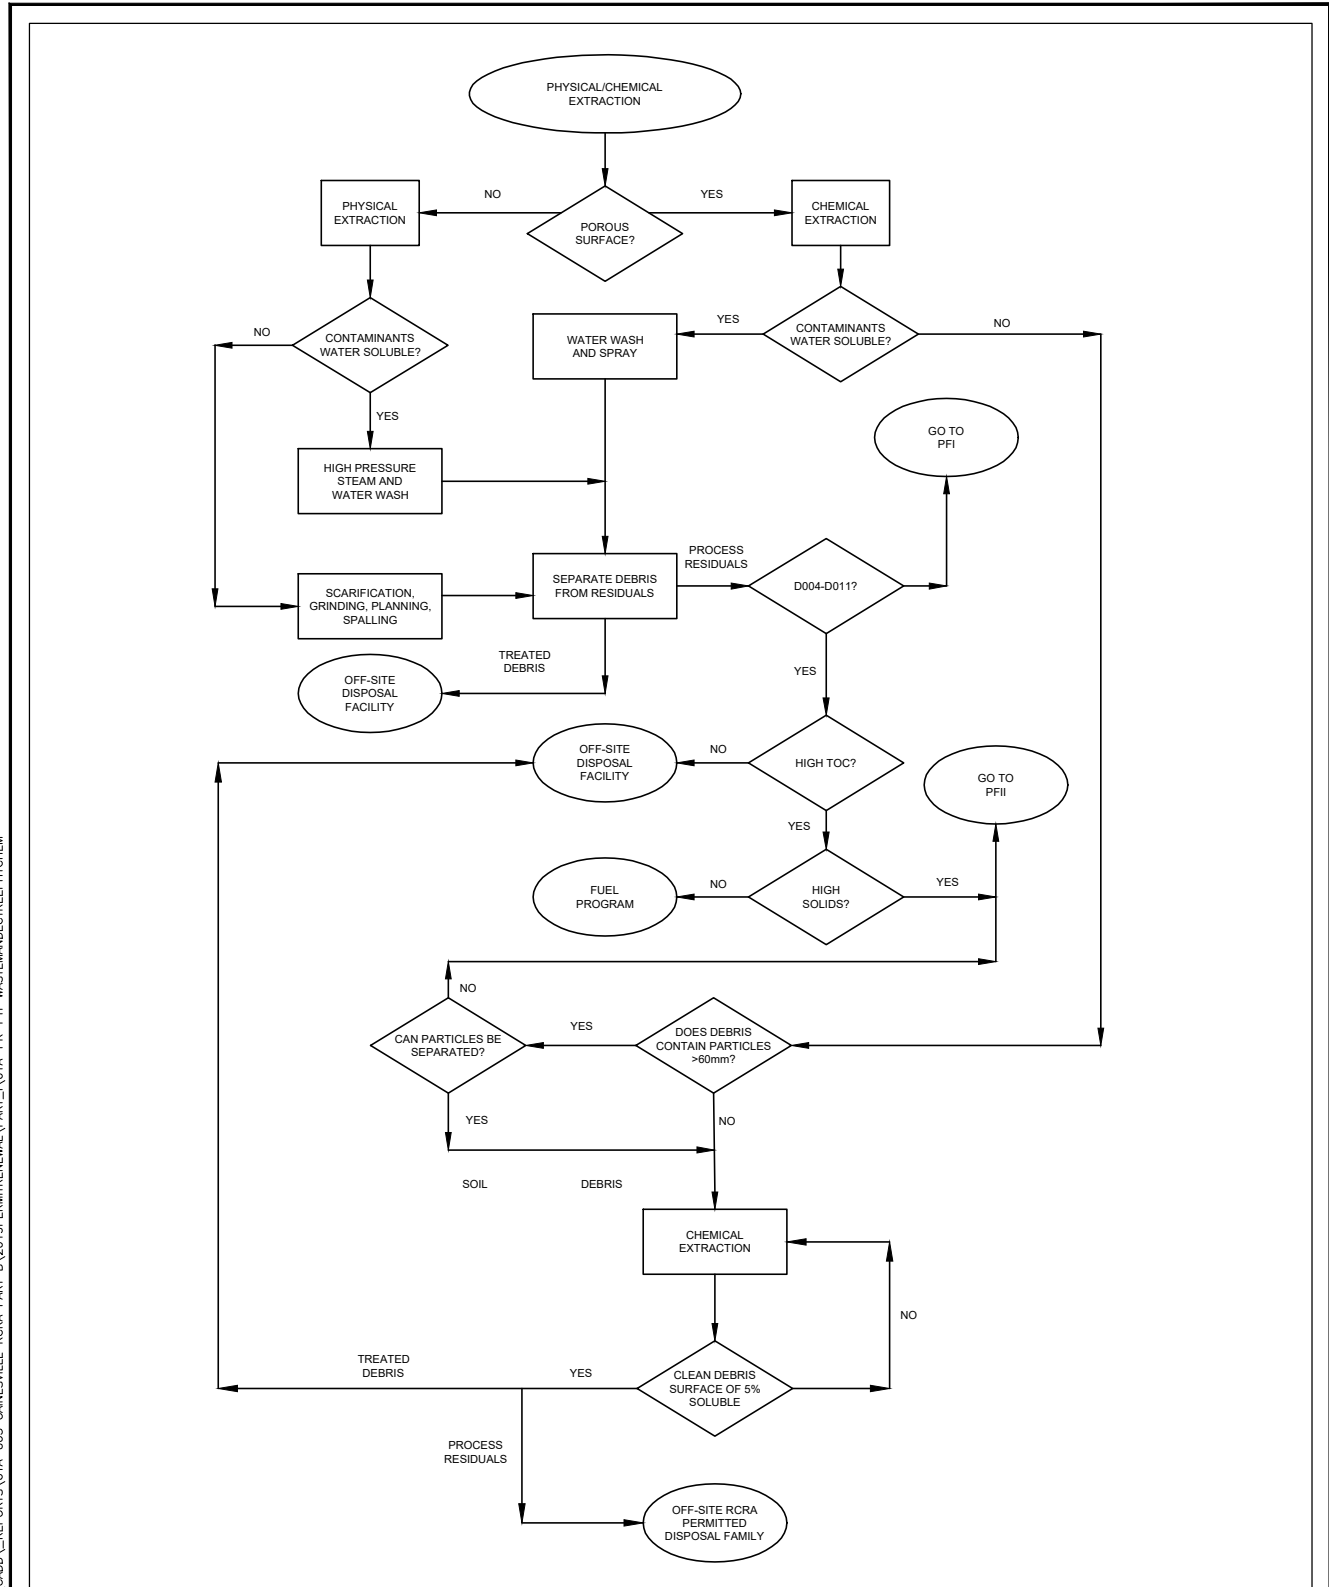 PHYSICAL/CHEMICAL
EXTRACTION
PHYSICAL
EXTRACTION
NO
POROUS
SURFACE?
YES
CHEMICAL
EXTRACTION
NO
CONTAMINANTS
WATER SOLUBLE?
WATER WASH
AND SPRAY
YES
CONTAMINANTS
WATER SOLUBLE?
NO
YES
GO TO
PFI
HIGH PRESSURE
STEAM AND
WATER WASH
SCARIFICATION,
GRINDING, PLANNING,
SPALLING
SEPARATE DEBRIS
FROM RESIDUALS
PROCESS
RESIDUALS
D004-D011?
TREATED
DEBRIS
OFF-SITE
DISPOSAL
FACILITY
YES
OFF-SITE
DISPOSAL
FACILITY
NO
HIGH TOC?
GO TO
PFII
YES
FUEL
PROGRAM
NO
HIGH
SOLIDS?
YES
NO
CAN PARTICLES BE
SEPARATED?
YES
DOES DEBRIS
CONTAIN PARTICLES
>60mm?
YES
NO
SOIL
DEBRIS
CHEMICAL
EXTRACTION
NO
TREATED
DEBRIS
YES
CLEAN DEBRIS
SURFACE OF 5%
SOLUBLE
PROCESS
RESIDUALS
OFF-SITE RCRA
PERMITTED
DISPOSAL FAMILY